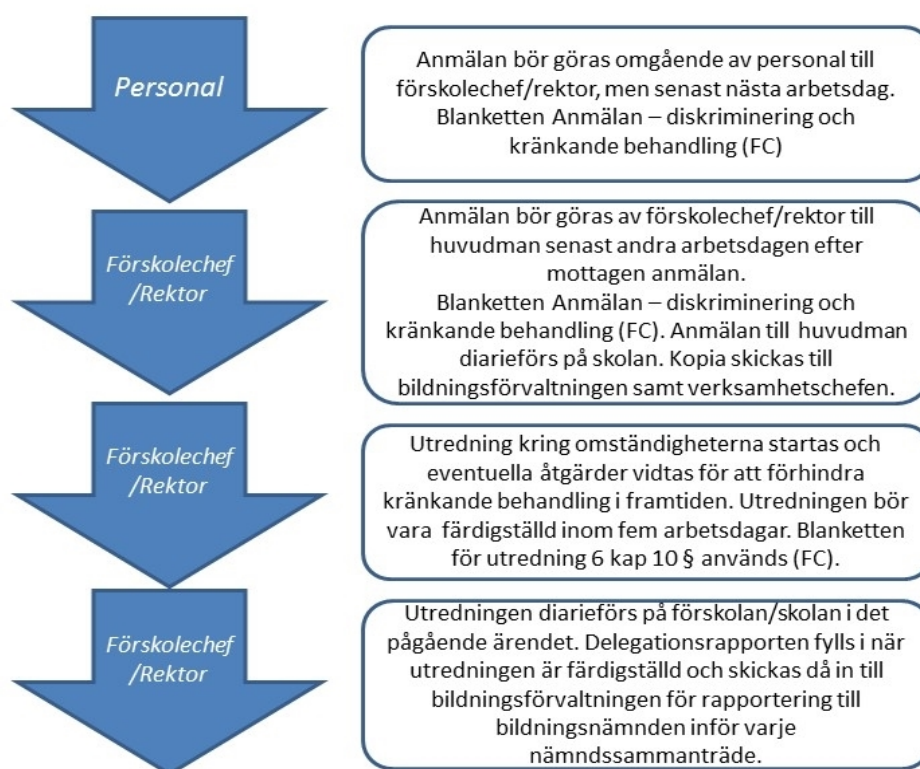 Personal
Anmälan bör göras omgående av personal till
förskolechef/rektor, men senast nästa arbetsdag.
Blanketten Anmälan – diskriminering och
kränkande behandling (FC)
Förskolechef
/Rektor
Anmälan bör göras av förskolechef/rektor till
huvudman senast andra arbetsdagen efter
mottagen anmälan.
Blanketten Anmälan – diskriminering och
kränkande behandling (FC). Anmälan till huvudman
diarieförs på skolan. Kopia skickas till
bildningsförvaltningen samt verksamhetschefen.
Förskolechef
/Rektor
Utredning kring omständigheterna startas och
eventuella åtgärder vidtas för att förhindra
kränkande behandling i framtiden. Utredningen bör
vara färdigställd inom fem arbetsdagar. Blanketten
för utredning 6 kap 10 § används (FC).
Förskolechef
/Rektor
Utredningen diarieförs på förskolan/skolan i det
pågående ärendet. Delegationsrapporten fylls i när
utredningen är färdigställd och skickas då in till
bildningsförvaltningen för rapportering till
bildningsnämnden inför varje
nämndssammanträde.